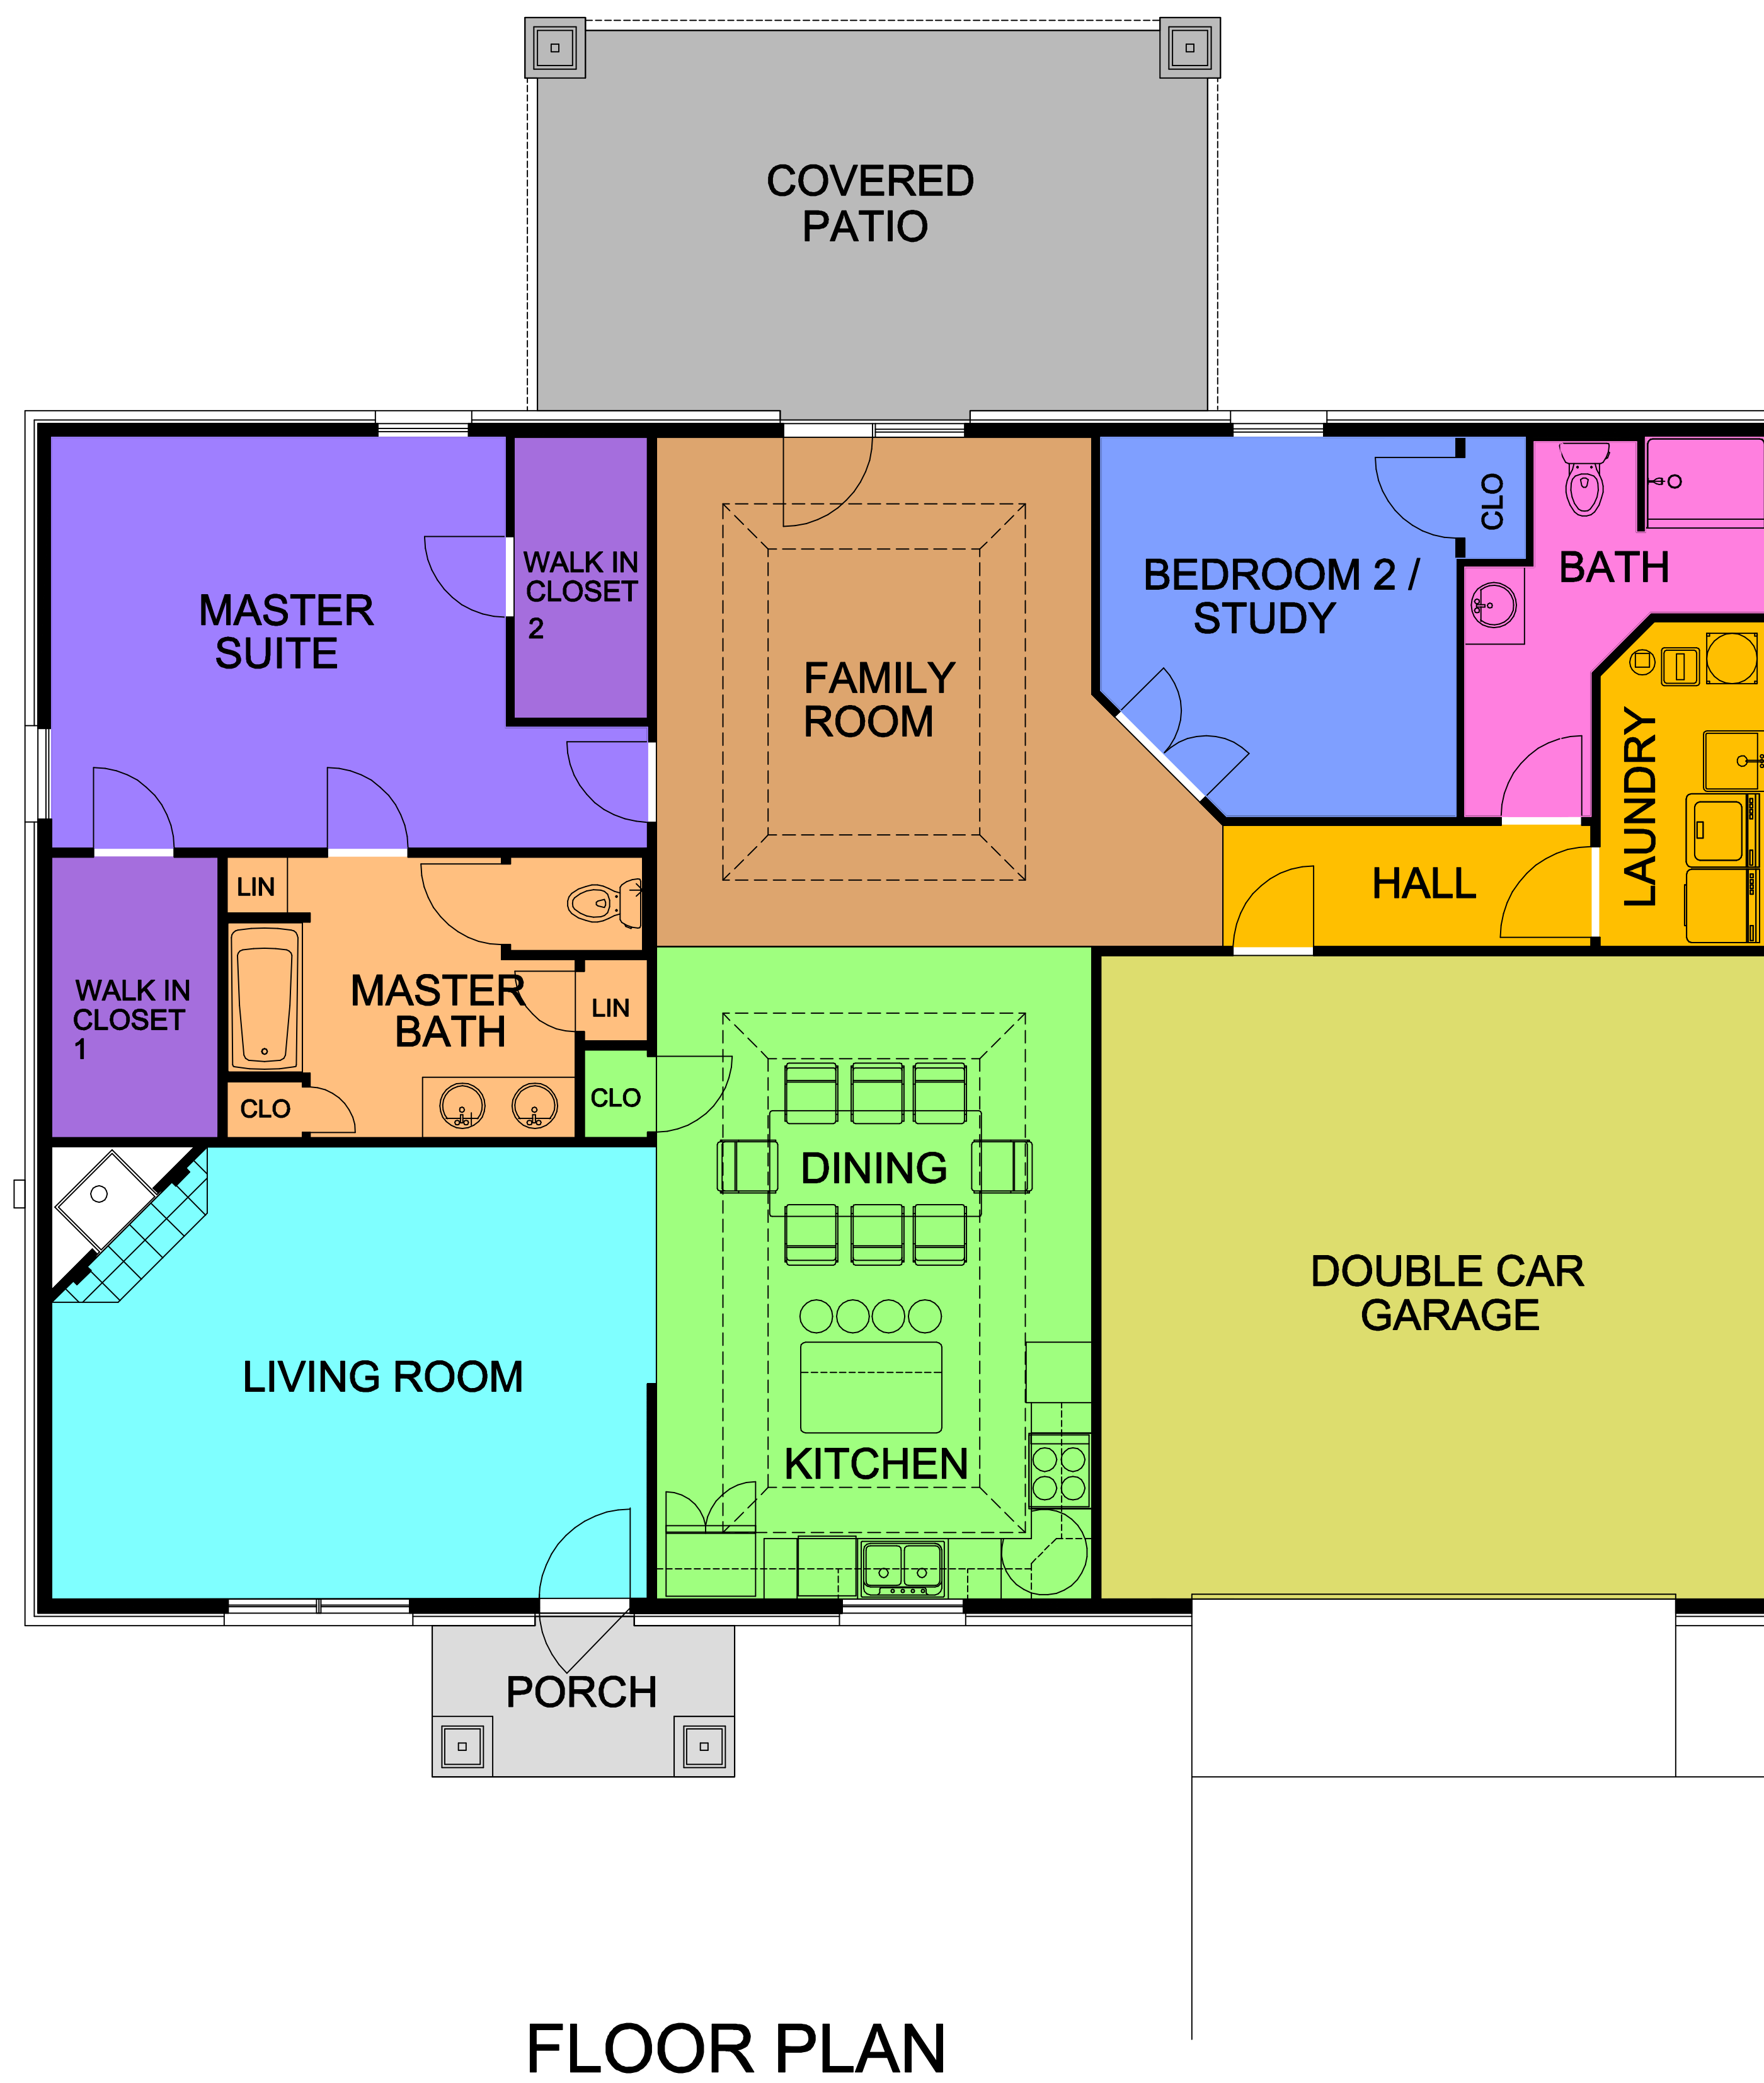 COVERED
PATIO
MASTER
SUITE
WALK IN
CLOSET
2
FAMILY
ROOM
BEDROOM 2 /
STUDY
CLO
BATH
LAUNDRY
HALL
LIN
WALK IN
CLOSET
1
MASTER
BATH
LIN
CLO
CLO
DINING
LIVING ROOM
KITCHEN
DOUBLE CAR
GARAGE
PORCH
FLOOR PLAN